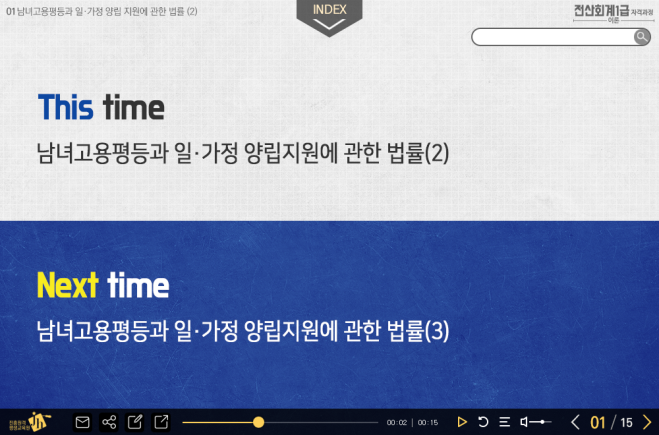 01 남녀고용평등과 일·가정 양립 지원에 관한 법률 (2)
INDEX
전산회계1급 자격과정
이론
This time
남녀고용평등과 일·가정 양립지원에 관한 법률(2)
Next time
남녀고용평등과 일·가정 양립지원에 관한 법률(3)
00:02 | 00:15
01 / 15